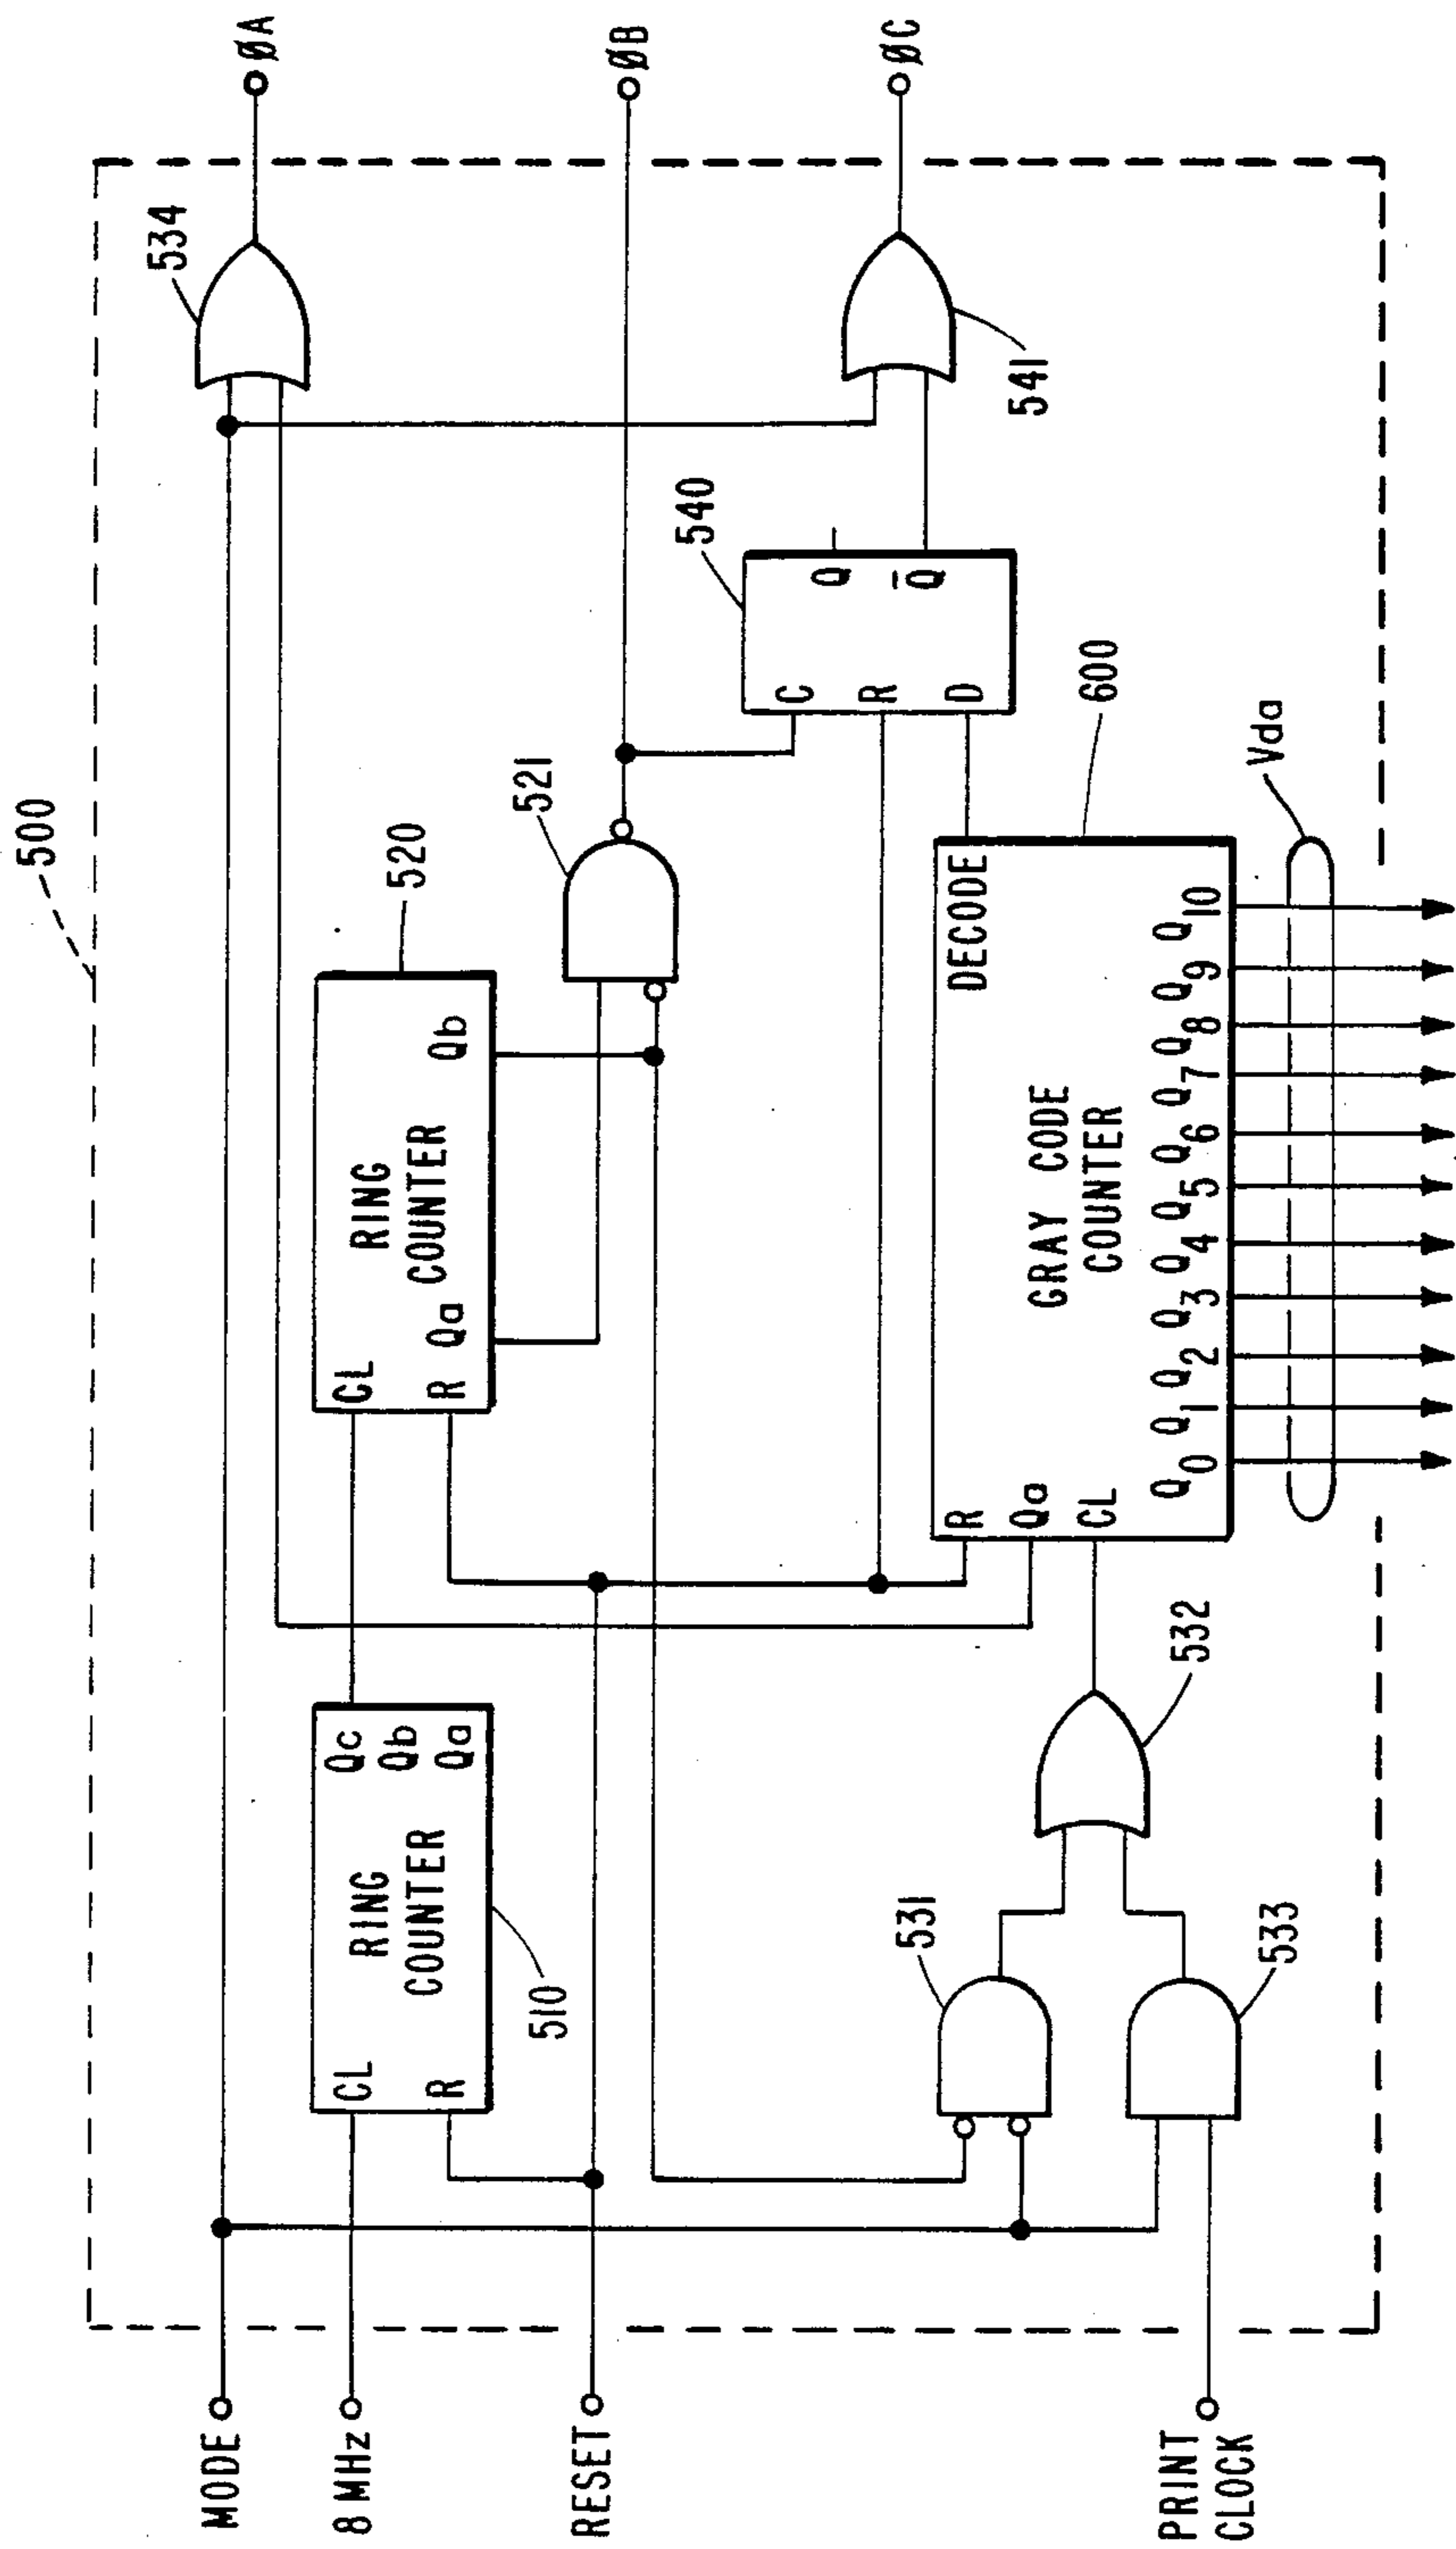 500
MODE
8 MHz
RESET
PRINT
CLOCK
CL
R
RING
COUNTER
Qc
Qb
Qa
510
CL
R
Qa
RING
COUNTER
Qb
520
521
534
ØA
ØB
ØC
531
533
532
R
Qa
CL
GRAY CODE
COUNTER
DECODE
600
Q0 Q1 Q2 Q3 Q4 Q5 Q6 Q7 Q8 Q9 Q10
Vda
C
R
D
Q
Q̅
540
541